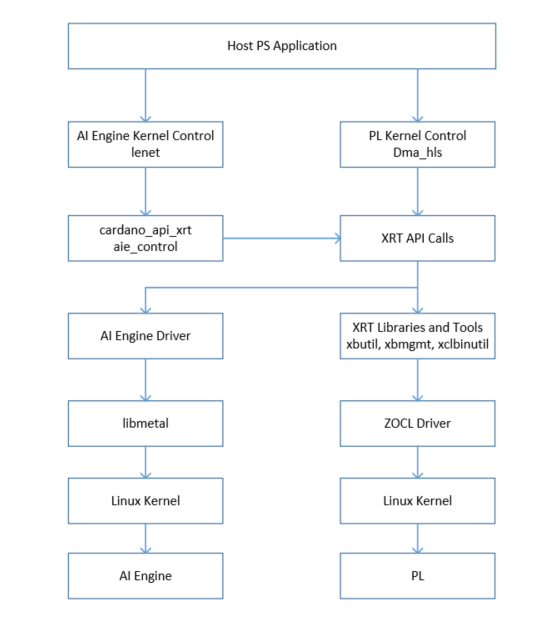 Host PS Application
AI Engine Kernel Control
lenet
PL Kernel Control
Dma_hls
cardano_api_xrt
aie_control
XRT API Calls
AI Engine Driver
XRT Libraries and Tools
xbutil, xbmgmt, xclbinutil
libmetal
ZOCL Driver
Linux Kernel
Linux Kernel
AI Engine
PL